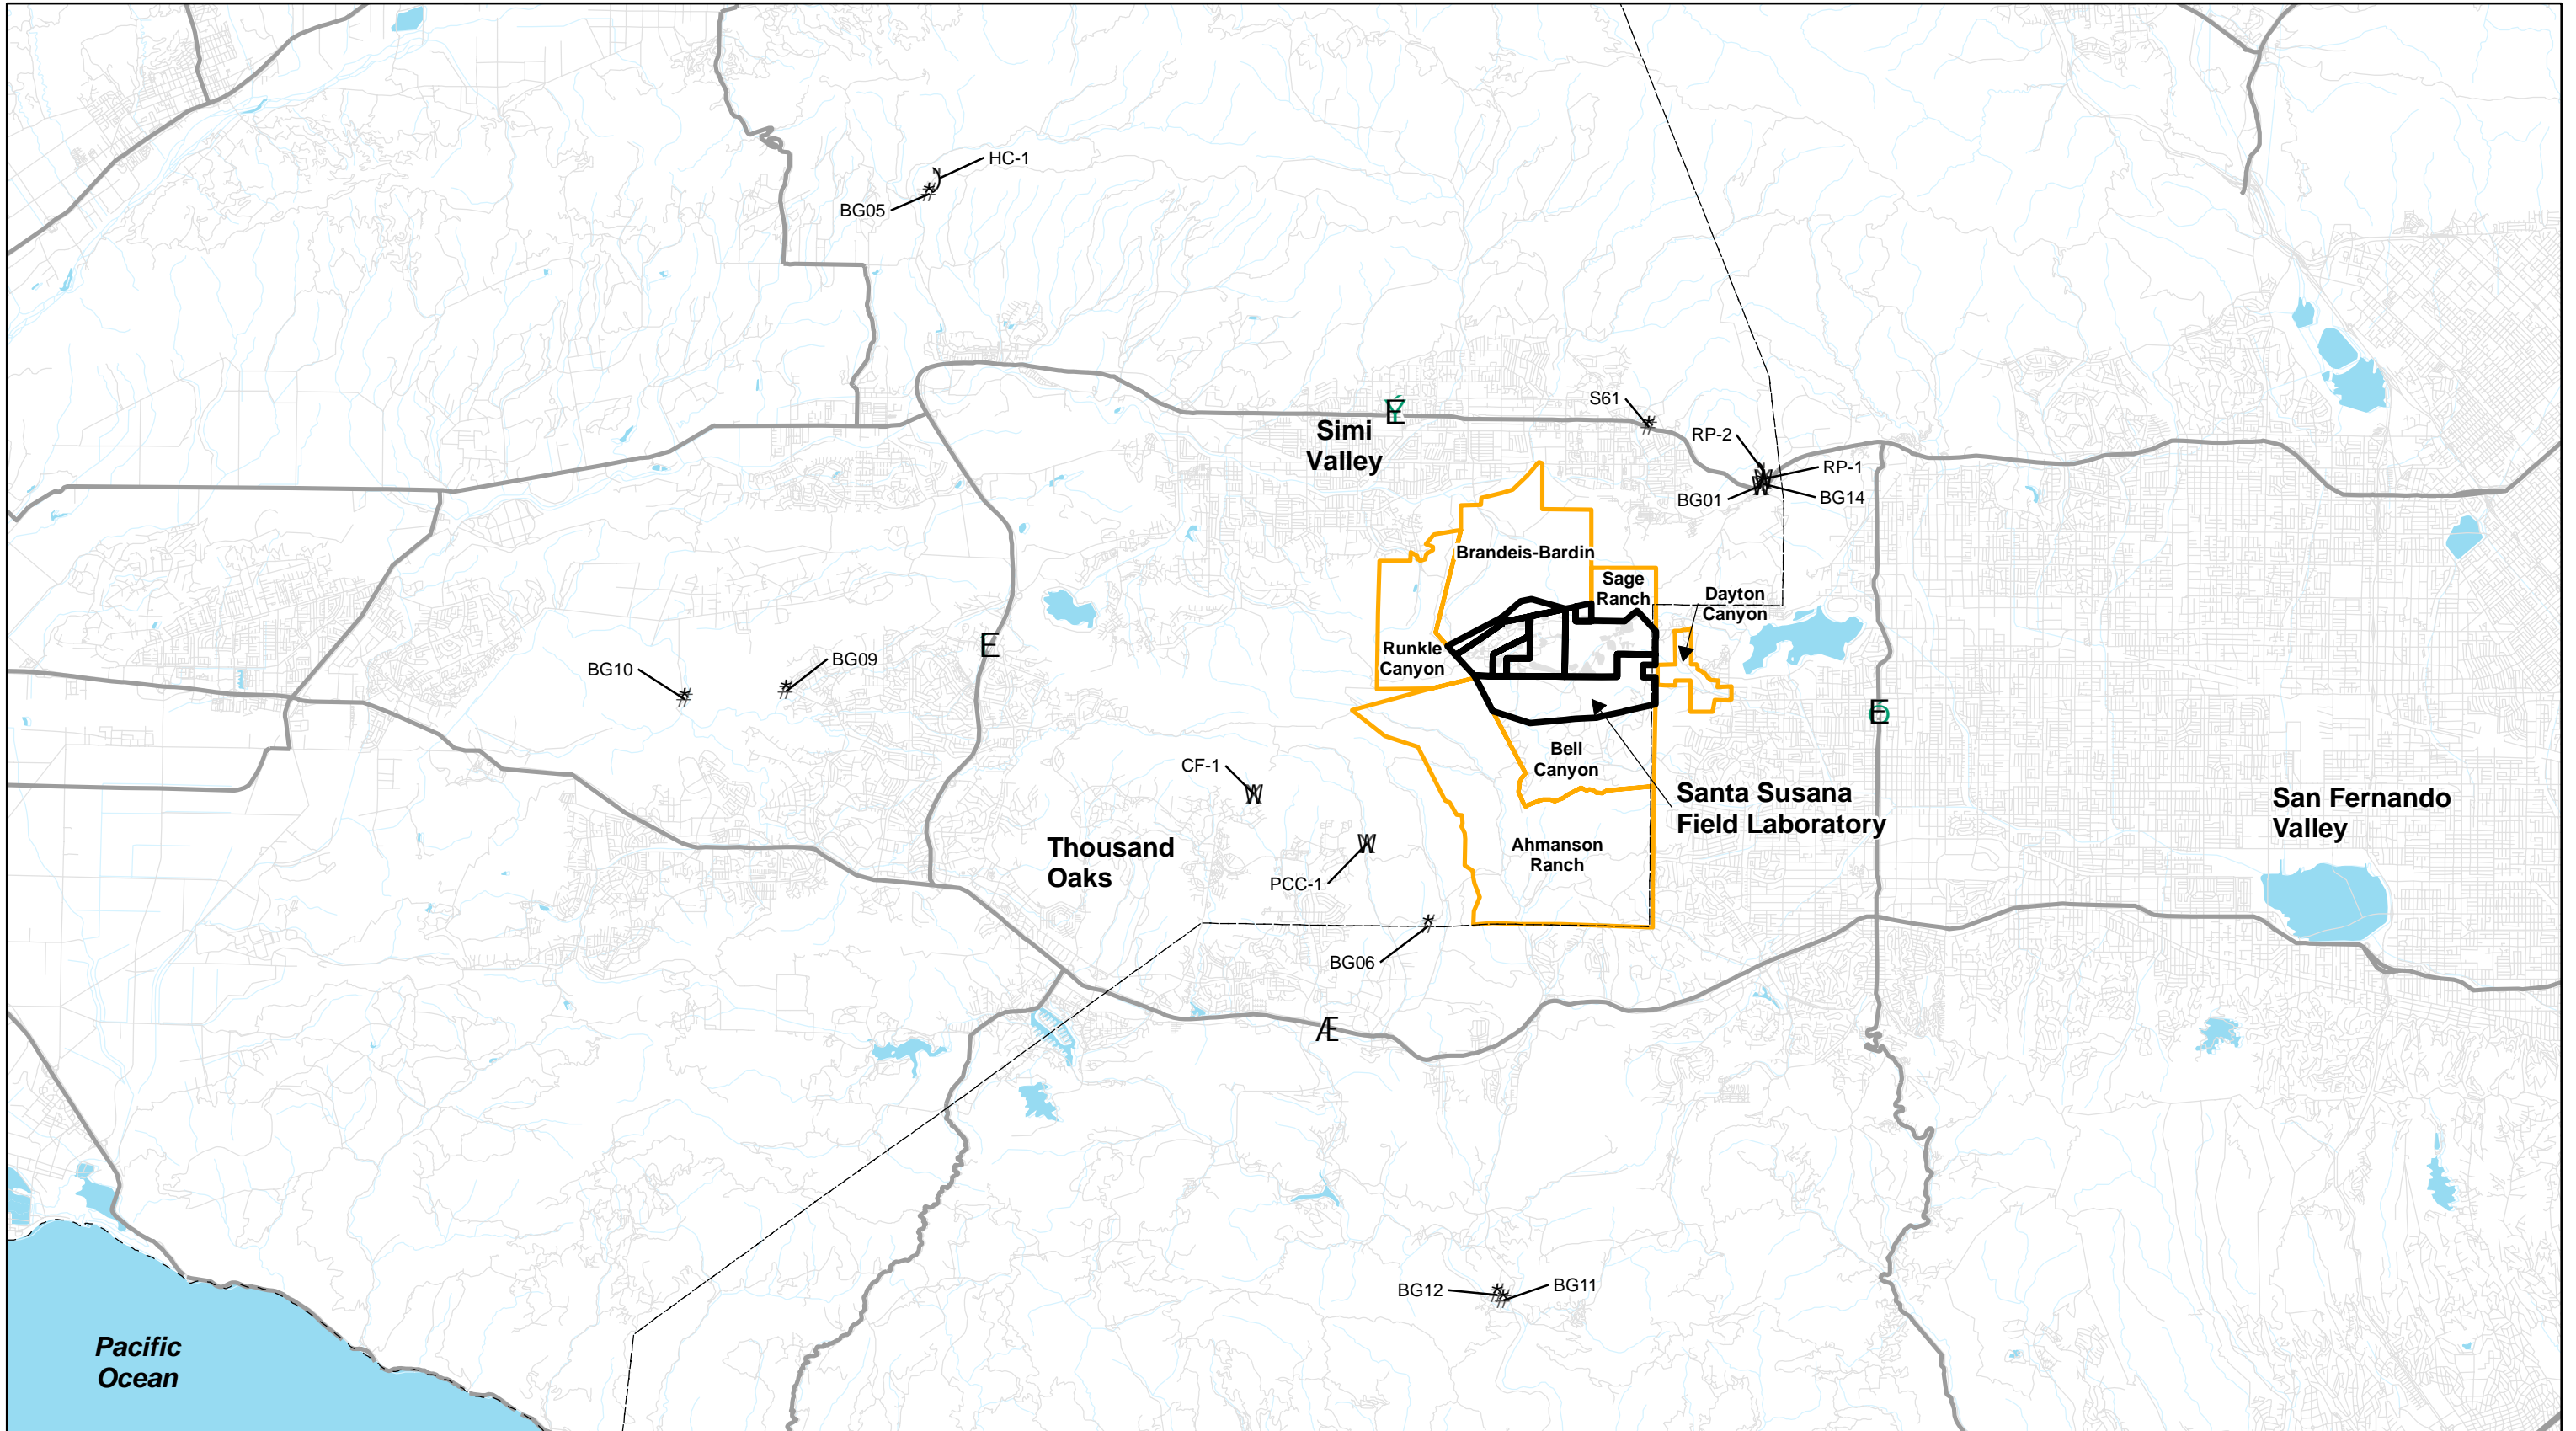 HC-1
BG05
S61
Simi
Valley
RP-2
RP-1
BG01
BG14
Brandeis-Bardin
Sage
Ranch
Dayton
Canyon
Runkle
Canyon
BG10
BG09
Bell
Canyon
CF-1
Santa Susana
Field Laboratory
San Fernando
Valley
Thousand
Oaks
Ahmanson
Ranch
PCC-1
BG06
BG12
BG11
Pacific
Ocean